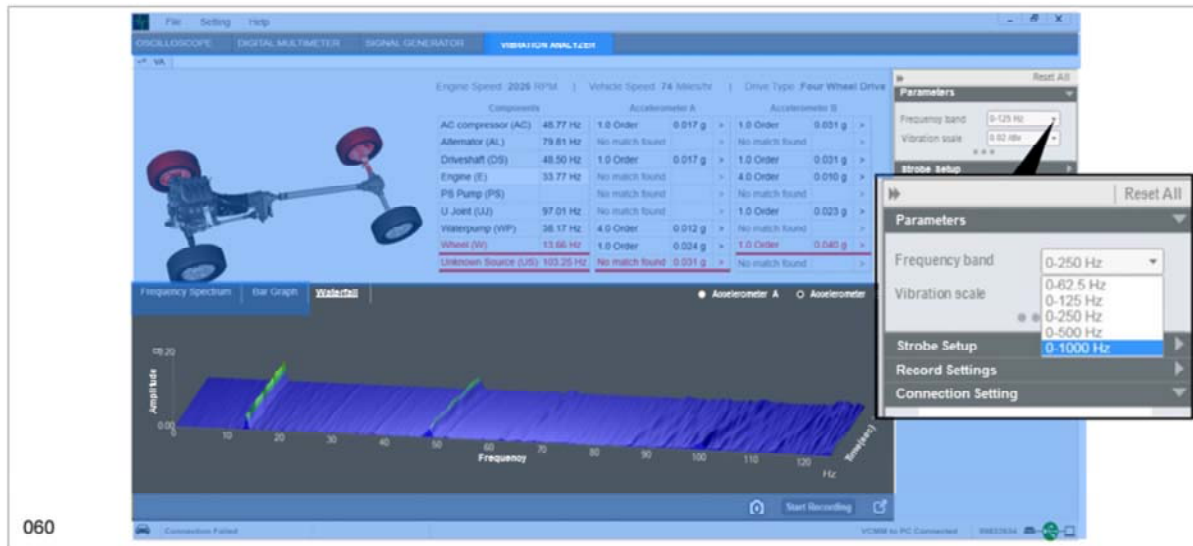 File Setting Help
OSCILLOSCOPE DIGITAL MULTIMETER SIGNAL GENERATOR VIBRATION ANALYZER
VA
Engine Speed 2026 RPM | Vehicle Speed 74 Miles/hr | Drive Type Four Wheel Drive
Components Accelerometer A Accelerometer B
AC compressor (AC) 46.77 Hz 1.0 Order 0.017 g > 1.0 Order 0.031 g >
Alternator (AL) 79.81 Hz No match found > No match found >
Driveshaft (DS) 48.50 Hz 1.0 Order 0.017 g > 1.0 Order 0.031 g >
Engine (E) 33.77 Hz No match found > 4.0 Order 0.010 g >
PS Pump (PS) No match found > No match found >
U Joint (UJ) 97.01 Hz No match found > 1.0 Order 0.023 g >
Waterpump (WP) 38.17 Hz 4.0 Order 0.012 g > No match found >
Wheel (W) 13.66 Hz 1.0 Order 0.024 g > 1.0 Order 0.040 g >
Unknown Source (US) 103.25 Hz No match found 0.031 g > No match found >
Reset All
Parameters
Frequency band 0-125 Hz
Vibration scale 0.02 /div
Strobe Setup
Reset All
Parameters
Frequency band 0-250 Hz
0-62.5 Hz
Vibration scale 0-125 Hz
0-250 Hz
0-500 Hz
Strobe Setup 0-1000 Hz
Record Settings
Connection Setting
Frequency Spectrum Bar Graph Waterfall Accelerometer A Accelerometer
0.20
Amplitude
0.00
0 10 20 30 40 50 60 70 80 90 100 110 120 Hz
Frequency
Time(sec)
Start Recording
Connection Failed VCMM to PC Connected
060